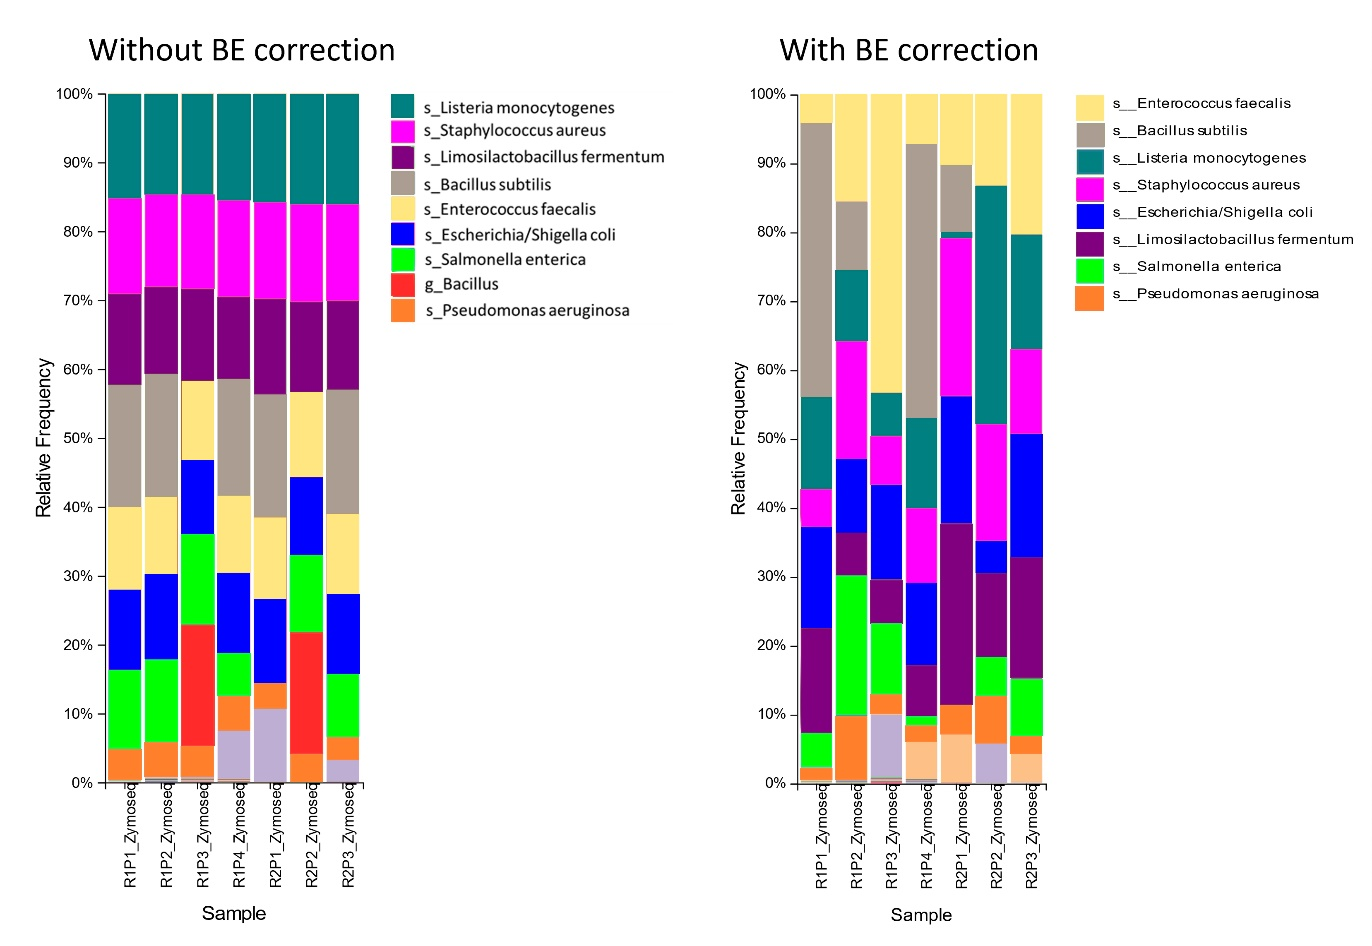 Without BE correction
100%
90%
80%
70%
60%
50%
40%
30%
20%
10%
0%
Relative Frequency
R1P1_Zymoseq
R1P2_Zymoseq
R1P3_Zymoseq
R1P4_Zymoseq
R2P1_Zymoseq
R2P2_Zymoseq
R2P3_Zymoseq
Sample
s_Listeria monocytogenes
s_Staphylococcus aureus
s_Limosilactobacillus fermentum
s_Bacillus subtilis
s_Enterococcus faecalis
s_Escherichia/Shigella coli
s_Salmonella enterica
g_Bacillus
s_Pseudomonas aeruginosa
With BE correction
100%
90%
80%
70%
60%
50%
40%
30%
20%
10%
0%
Relative Frequency
R1P1_Zymoseq
R1P2_Zymoseq
R1P3_Zymoseq
R1P4_Zymoseq
R2P1_Zymoseq
R2P2_Zymoseq
R2P3_Zymoseq
Sample
s__Enterococcus faecalis
s__Bacillus subtilis
s__Listeria monocytogenes
s__Staphylococcus aureus
s__Escherichia/Shigella coli
s__Limosilactobacillus fermentum
s__Salmonella enterica
s__Pseudomonas aeruginosa